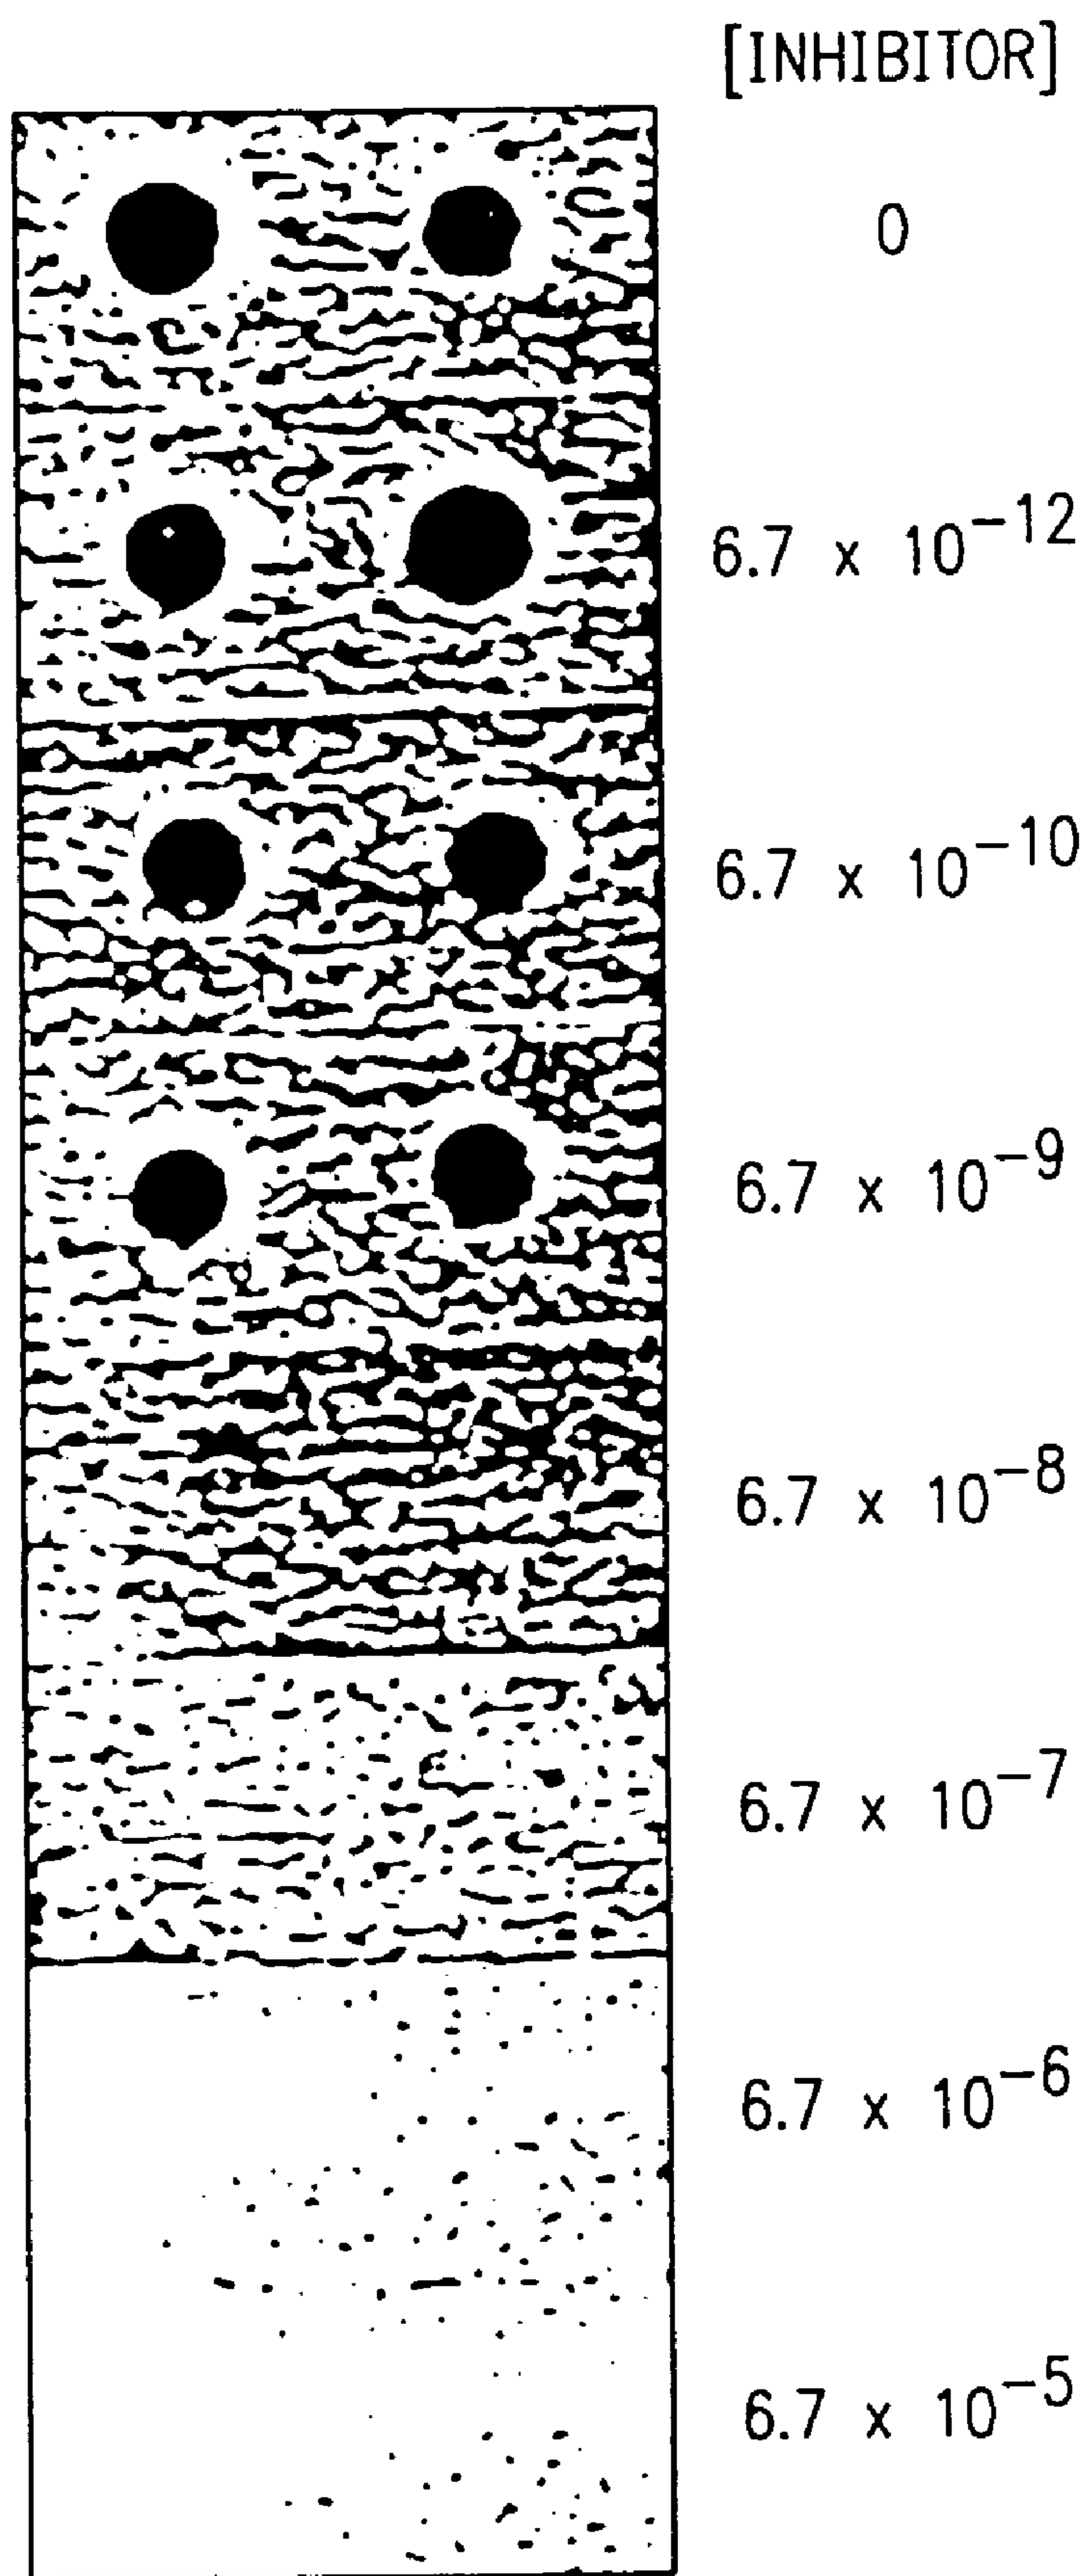 [INHIBITOR]
0
6.7 x 10⁻¹²
6.7 x 10⁻¹⁰
6.7 x 10⁻⁹
6.7 x 10⁻⁸
6.7 x 10⁻⁷
6.7 x 10⁻⁶
6.7 x 10⁻⁵